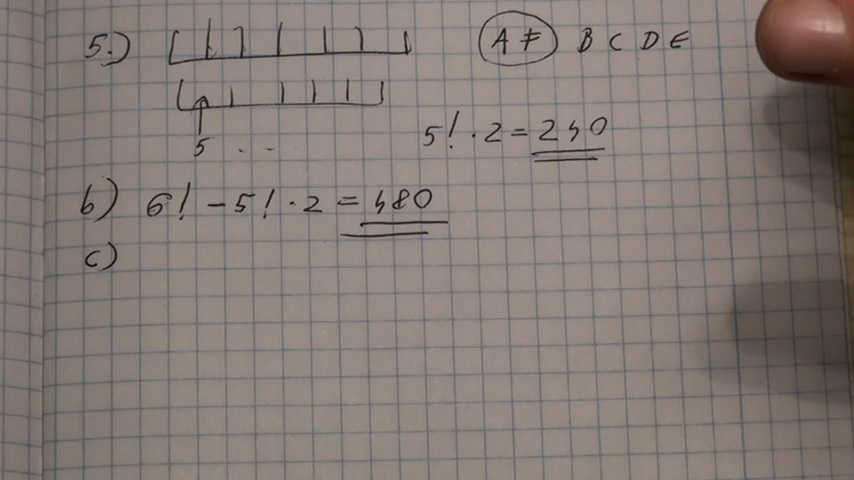 5.) A F B C D E
5 . . . 5! · 2 = 240
b) 6! - 5! · 2 = 480
c)